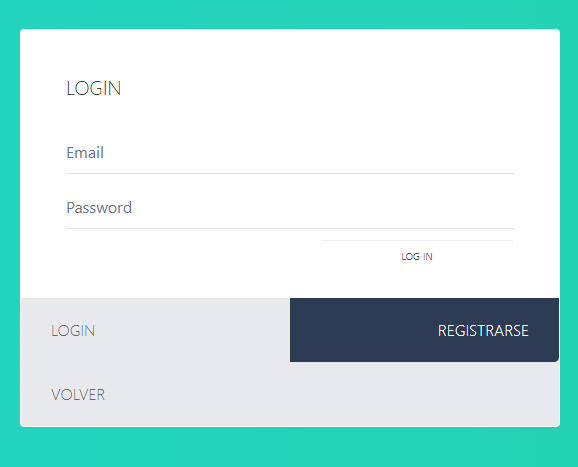 LOGIN
Email
Password
LOG IN
LOGIN REGISTRARSE
VOLVER